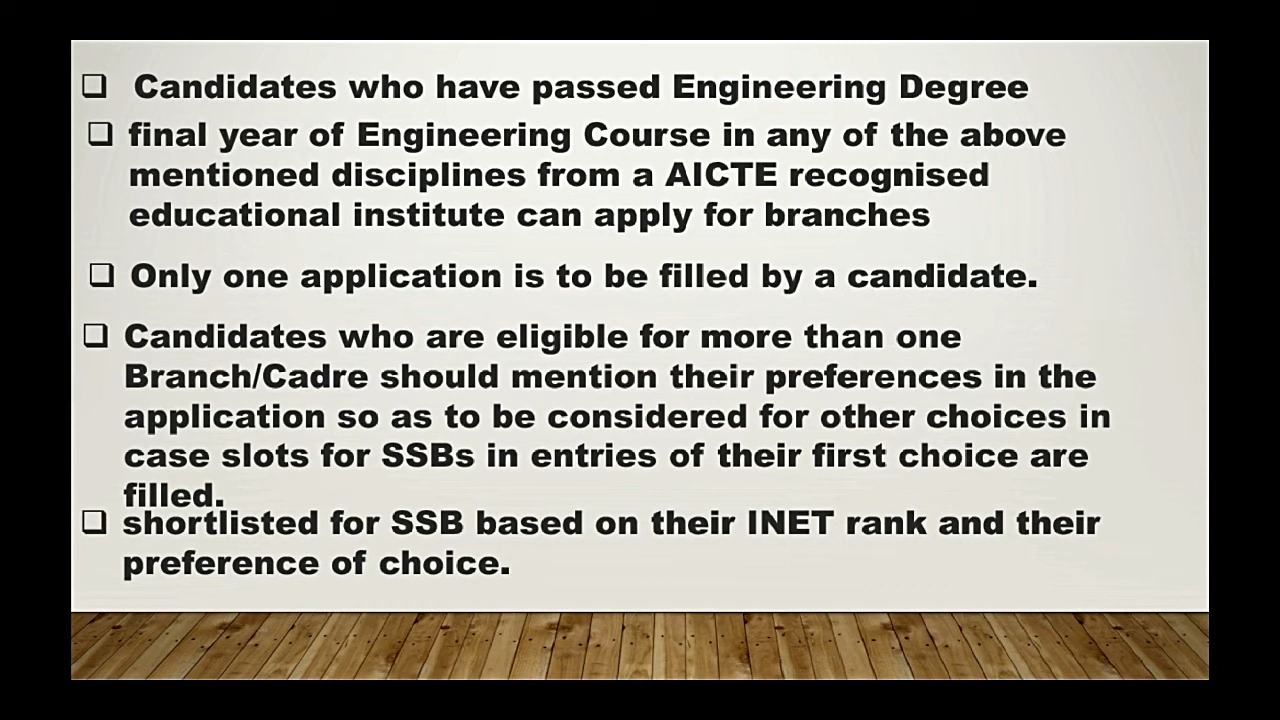 Candidates who have passed Engineering Degree
final year of Engineering Course in any of the above
mentioned disciplines from a AICTE recognised
educational institute can apply for branches
Only one application is to be filled by a candidate.
Candidates who are eligible for more than one
Branch/Cadre should mention their preferences in the
application so as to be considered for other choices in
case slots for SSBs in entries of their first choice are
filled.
shortlisted for SSB based on their INET rank and their
preference of choice.